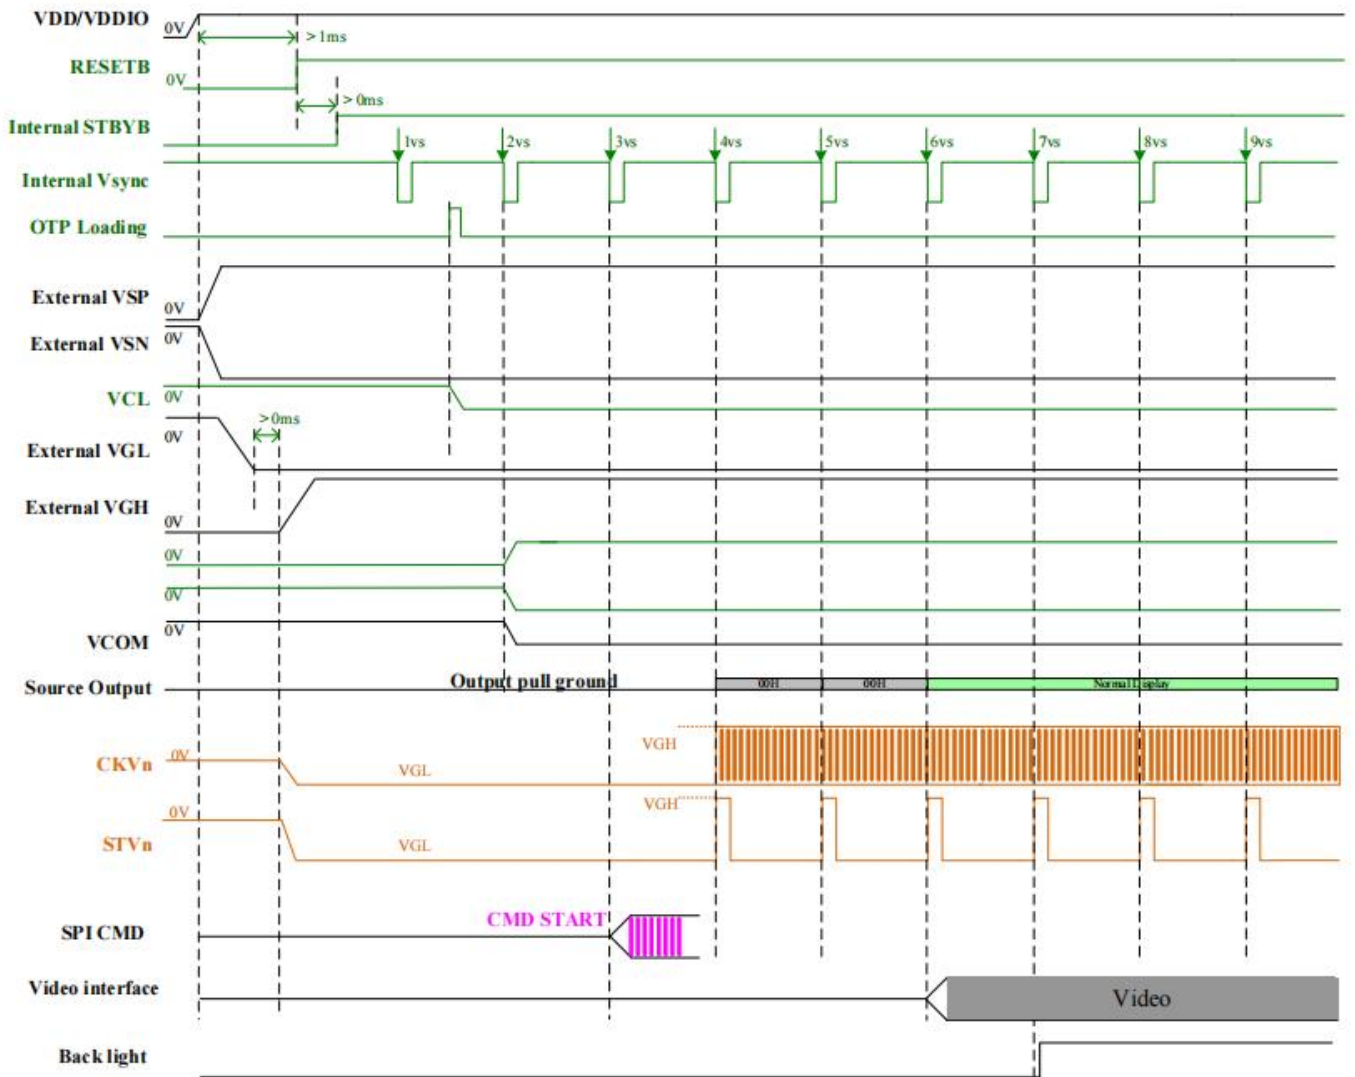 VDD/VDDIO
0V
> 1ms
RESETB
0V
> 0ms
Internal STBYB
1vs 2vs 3vs 4vs 5vs 6vs 7vs 8vs 9vs
Internal Vsync
OTP Loading
External VSP
0V
External VSN
0V
VCL
0V
>0ms
0V
External VGL
External VGH
0V
0V
0V
0V
VCOM
Source Output
Output pull ground
00H 00H Normal Display
VGH
0V
CKVn
VGL
VGH
0V
STVn
VGL
CMD START
SPI CMD
Video interface
Video
Back light